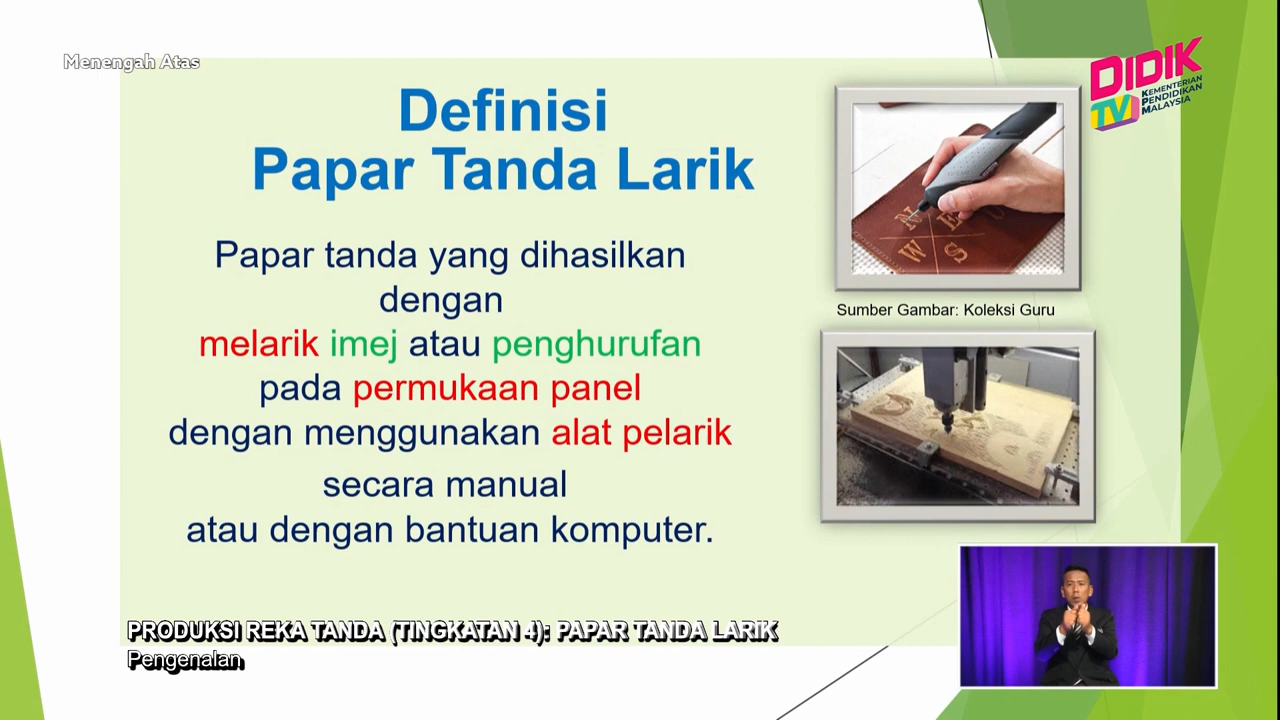 Menengah Atas
DIDIK
TV
KEMENTERIAN
PENDIDIKAN
MALAYSIA
Definisi
Papar Tanda Larik
Papar tanda yang dihasilkan
dengan
melarik imej atau penghurufan
pada permukaan panel
dengan menggunakan alat pelarik
secara manual
atau dengan bantuan komputer.
N
E
W
S
Sumber Gambar: Koleksi Guru
PRODUKSI REKA TANDA (TINGKATAN 4): PAPAR TANDA LARIK
Pengenalan